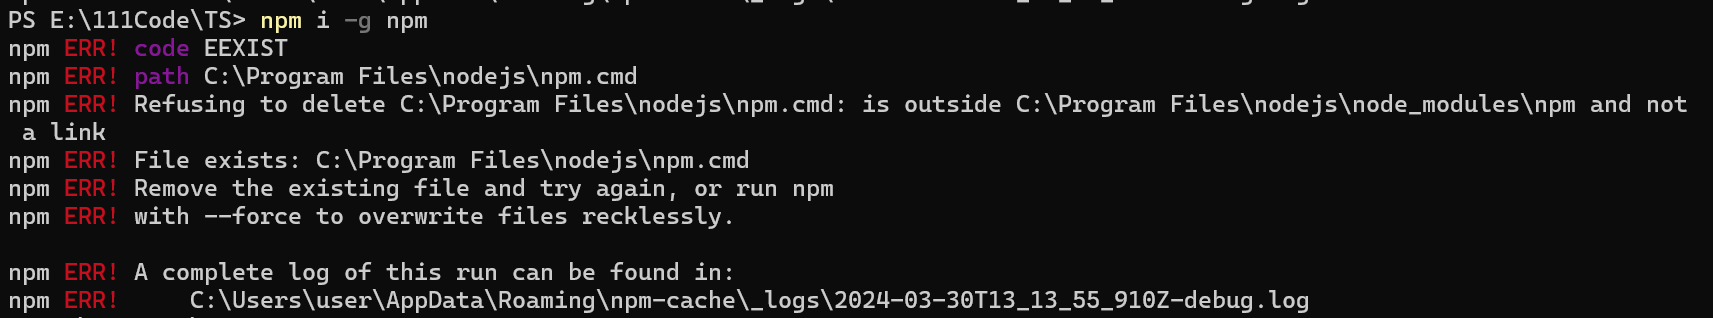 PS E:\111Code\TS> npm i -g npm
npm ERR! code EEXIST
npm ERR! path C:\Program Files\nodejs\npm.cmd
npm ERR! Refusing to delete C:\Program Files\nodejs\npm.cmd: is outside C:\Program Files\nodejs\node_modules\npm and not
 a link
npm ERR! File exists: C:\Program Files\nodejs\npm.cmd
npm ERR! Remove the existing file and try again, or run npm
npm ERR! with --force to overwrite files recklessly.
npm ERR! A complete log of this run can be found in:
npm ERR!     C:\Users\user\AppData\Roaming\npm-cache\_logs\2024-03-30T13_13_55_910Z-debug.log